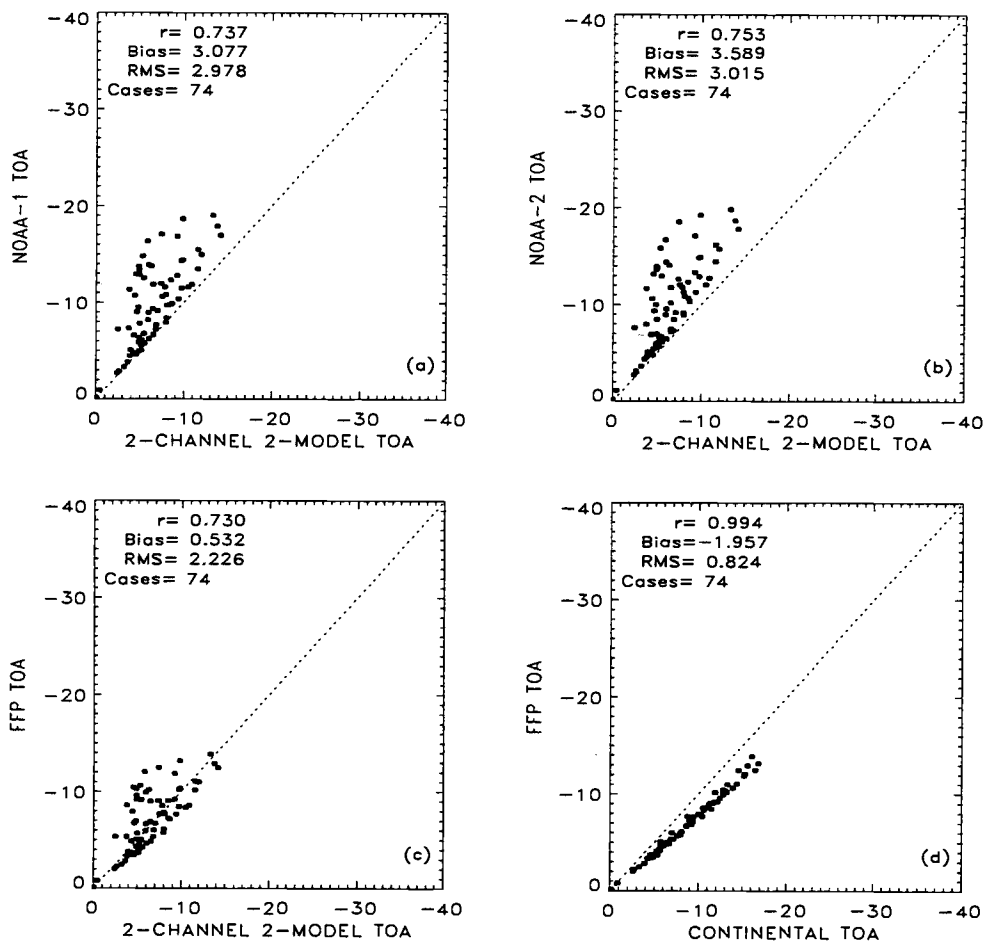 −40
r= 0.737
Bias= 3.077
RMS= 2.978
Cases= 74
−30
−20
−10
0
NOAA−1 TOA
(a)
0 −10 −20 −30 −40
2−CHANNEL 2−MODEL TOA
−40
r= 0.753
Bias= 3.589
RMS= 3.015
Cases= 74
−30
−20
−10
0
NOAA−2 TOA
(b)
0 −10 −20 −30 −40
2−CHANNEL 2−MODEL TOA
−40
r= 0.730
Bias= 0.532
RMS= 2.226
Cases= 74
−30
−20
−10
0
FFP TOA
(c)
0 −10 −20 −30 −40
2−CHANNEL 2−MODEL TOA
−40
r= 0.994
Bias=−1.957
RMS= 0.824
Cases= 74
−30
−20
−10
0
FFP TOA
(d)
0 −10 −20 −30 −40
CONTINENTAL TOA